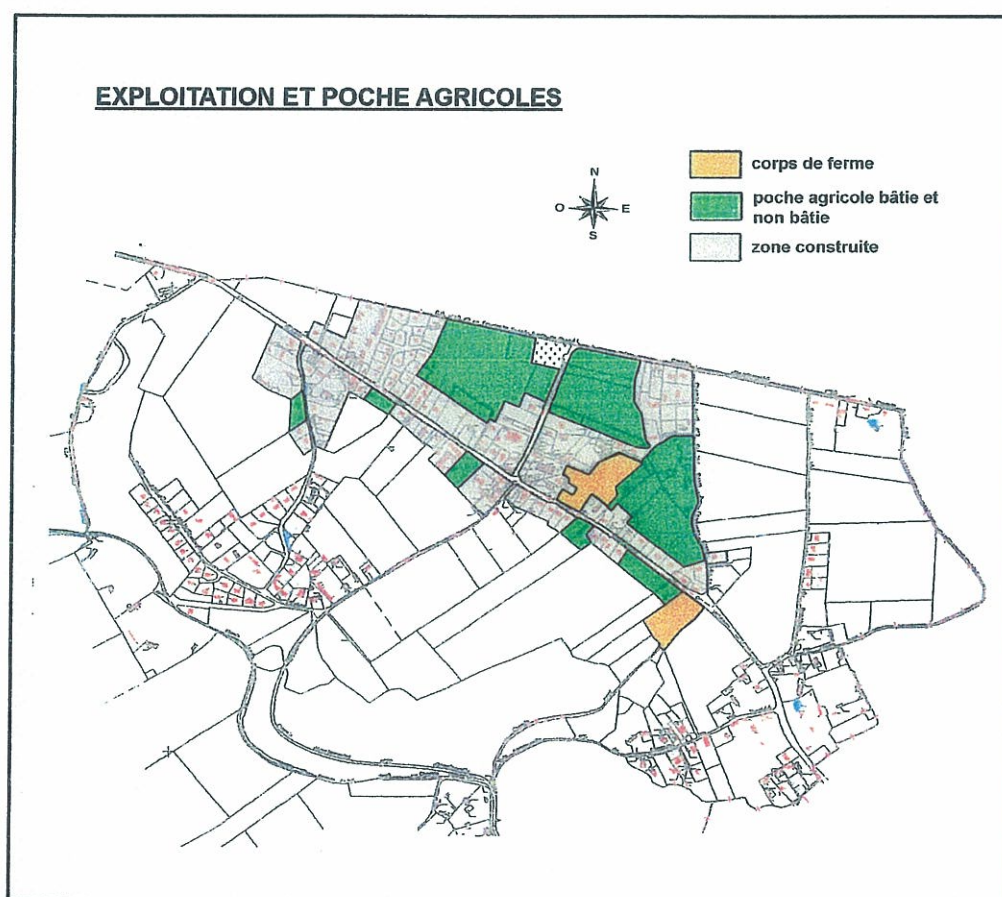 EXPLOITATION ET POCHE AGRICOLES
N
O
E
S
corps de ferme
poche agricole bâtie et
non bâtie
zone construite